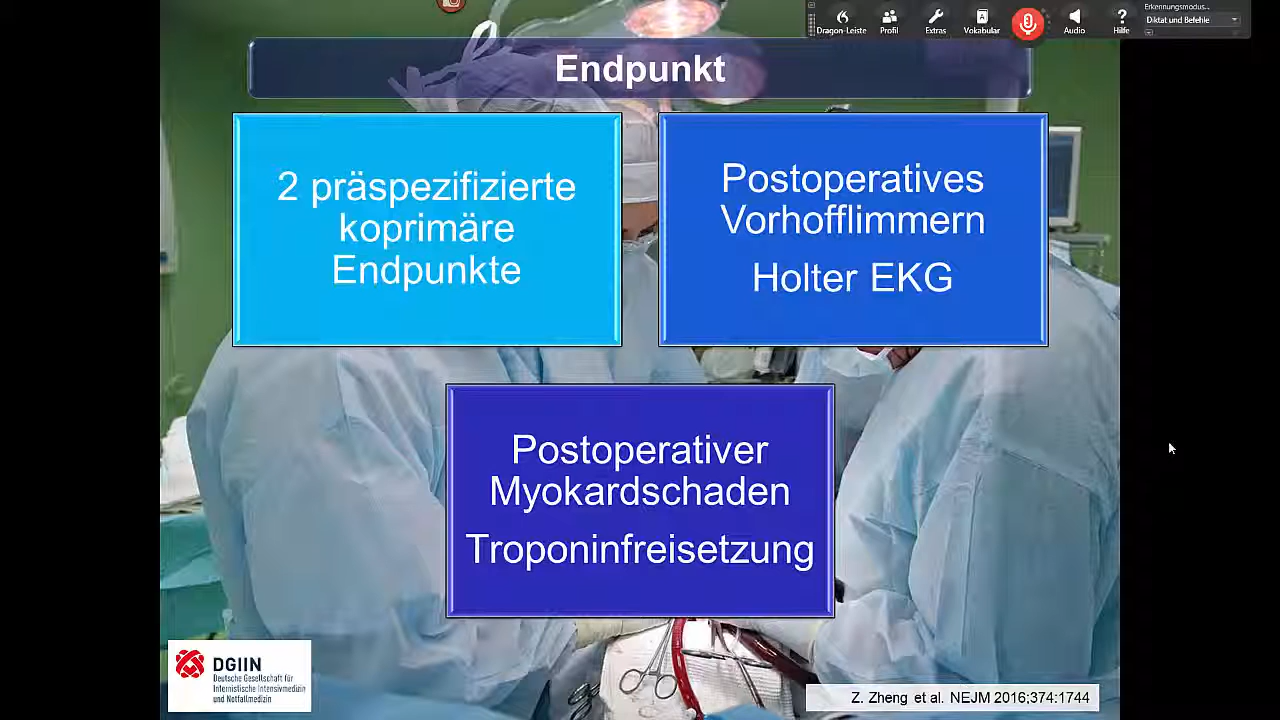 Erkennungsmodus...
Diktat und Befehle
Dragon-Leiste
Profil
Extras
Vokabular
Audio
Hilfe
Endpunkt
2 präspezifizierte
koprimäre
Endpunkte
Postoperatives
Vorhofflimmern
Holter EKG
Postoperativer
Myokardschaden
Troponinfreisetzung
DGIIN
Deutsche Gesellschaft für
Internistische Intensivmedizin
und Notfallmedizin
Z. Zheng et al. NEJM 2016;374:1744